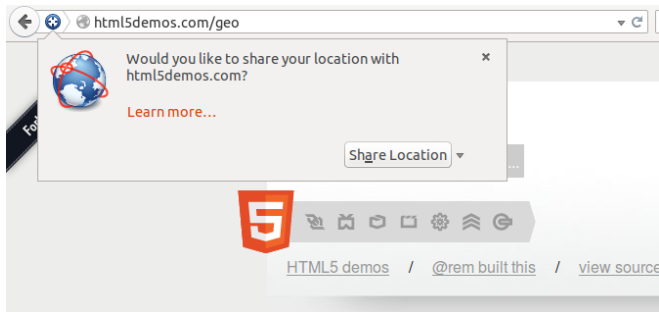 html5demos.com/geo
Would you like to share your location with
html5demos.com?
Learn more...
Share Location
...
HTML5 demos / @rem built this / view source